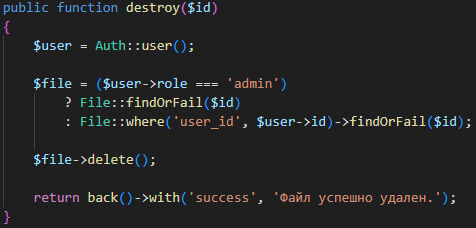 public function destroy($id)
{
    $user = Auth::user();

    $file = ($user->role === 'admin')
        ? File::findOrFail($id)
        : File::where('user_id', $user->id)->findOrFail($id);

    $file->delete();

    return back()->with('success', 'Файл успешно удален.');
}